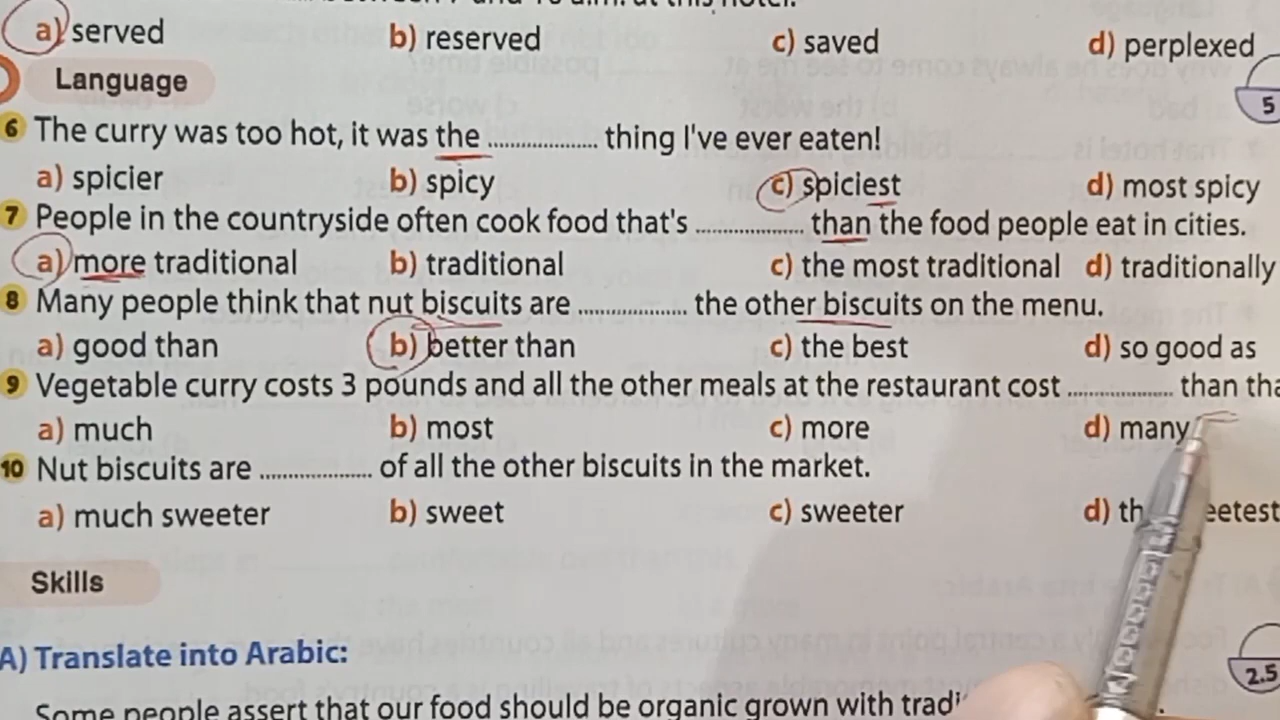 a) served b) reserved c) saved d) perplexed
Language
5
6 The curry was too hot, it was the ................ thing I've ever eaten!
a) spicier b) spicy c) spiciest d) most spicy
7 People in the countryside often cook food that's ................ than the food people eat in cities.
a) more traditional b) traditional c) the most traditional d) traditionally
8 Many people think that nut biscuits are ................ the other biscuits on the menu.
a) good than b) better than c) the best d) so good as
9 Vegetable curry costs 3 pounds and all the other meals at the restaurant cost ................ than tha
a) much b) most c) more d) many
10 Nut biscuits are ................ of all the other biscuits in the market.
a) much sweeter b) sweet c) sweeter d)
Skills
A) Translate into Arabic:
2.5
Some people assert that our food should be organic grown with